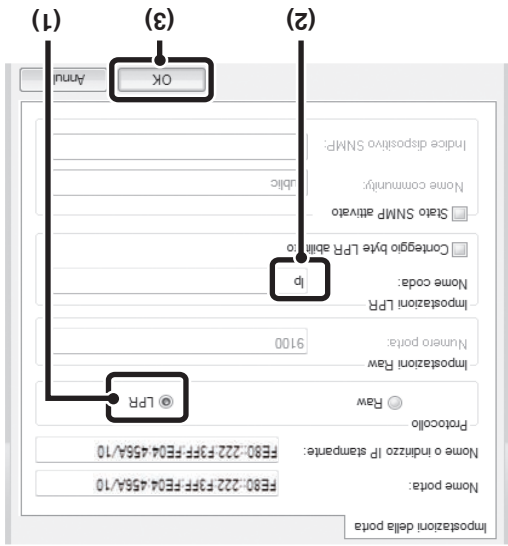 Impostazioni della porta
Nome porta: FE80::222:F3FF:FE04:456A/10
Nome o indirizzo IP stampante: FE80::222:F3FF:FE04:456A/10
Protocollo
Raw LPR
Impostazioni Raw
Numero porta: 9100
Impostazioni LPR
Nome coda: lp
Conteggio byte LPR
Stato SNMP attivato
Nome community: public
Indice dispositivo SNMP:
OK
(1) (3) (2)